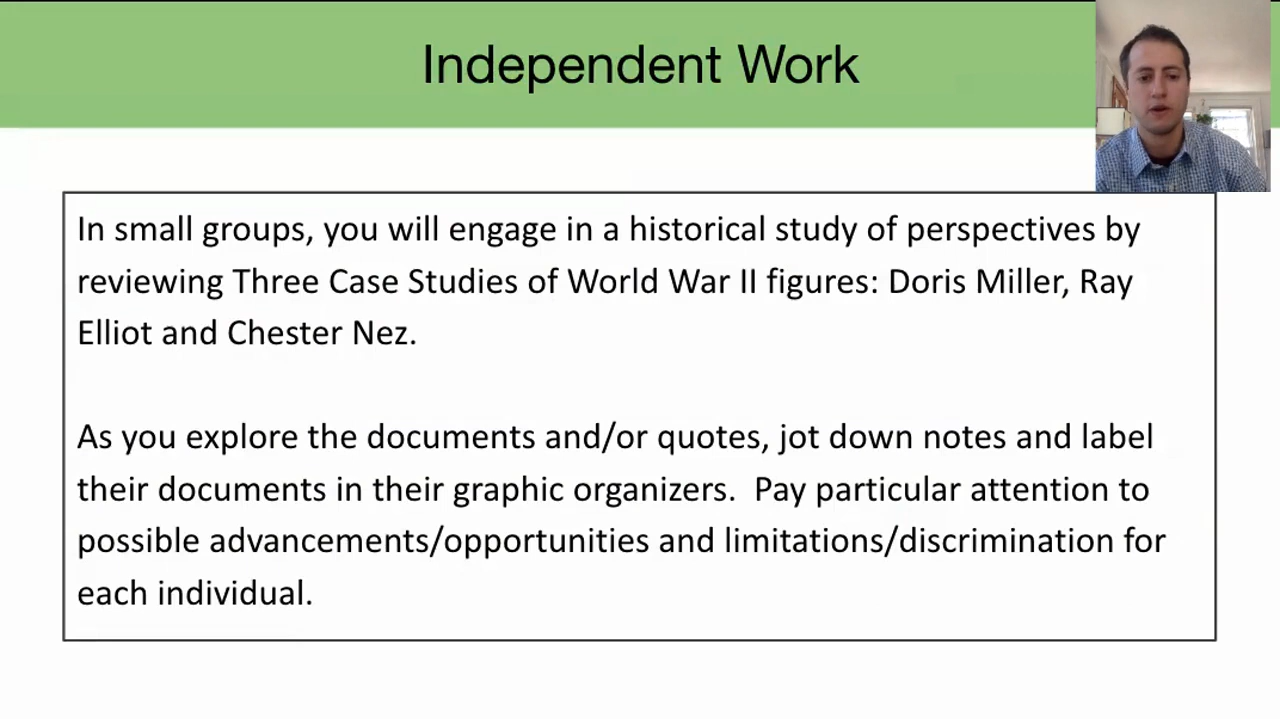 Independent Work
In small groups, you will engage in a historical study of perspectives by
reviewing Three Case Studies of World War II figures: Doris Miller, Ray
Elliot and Chester Nez.
As you explore the documents and/or quotes, jot down notes and label
their documents in their graphic organizers.  Pay particular attention to
possible advancements/opportunities and limitations/discrimination for
each individual.